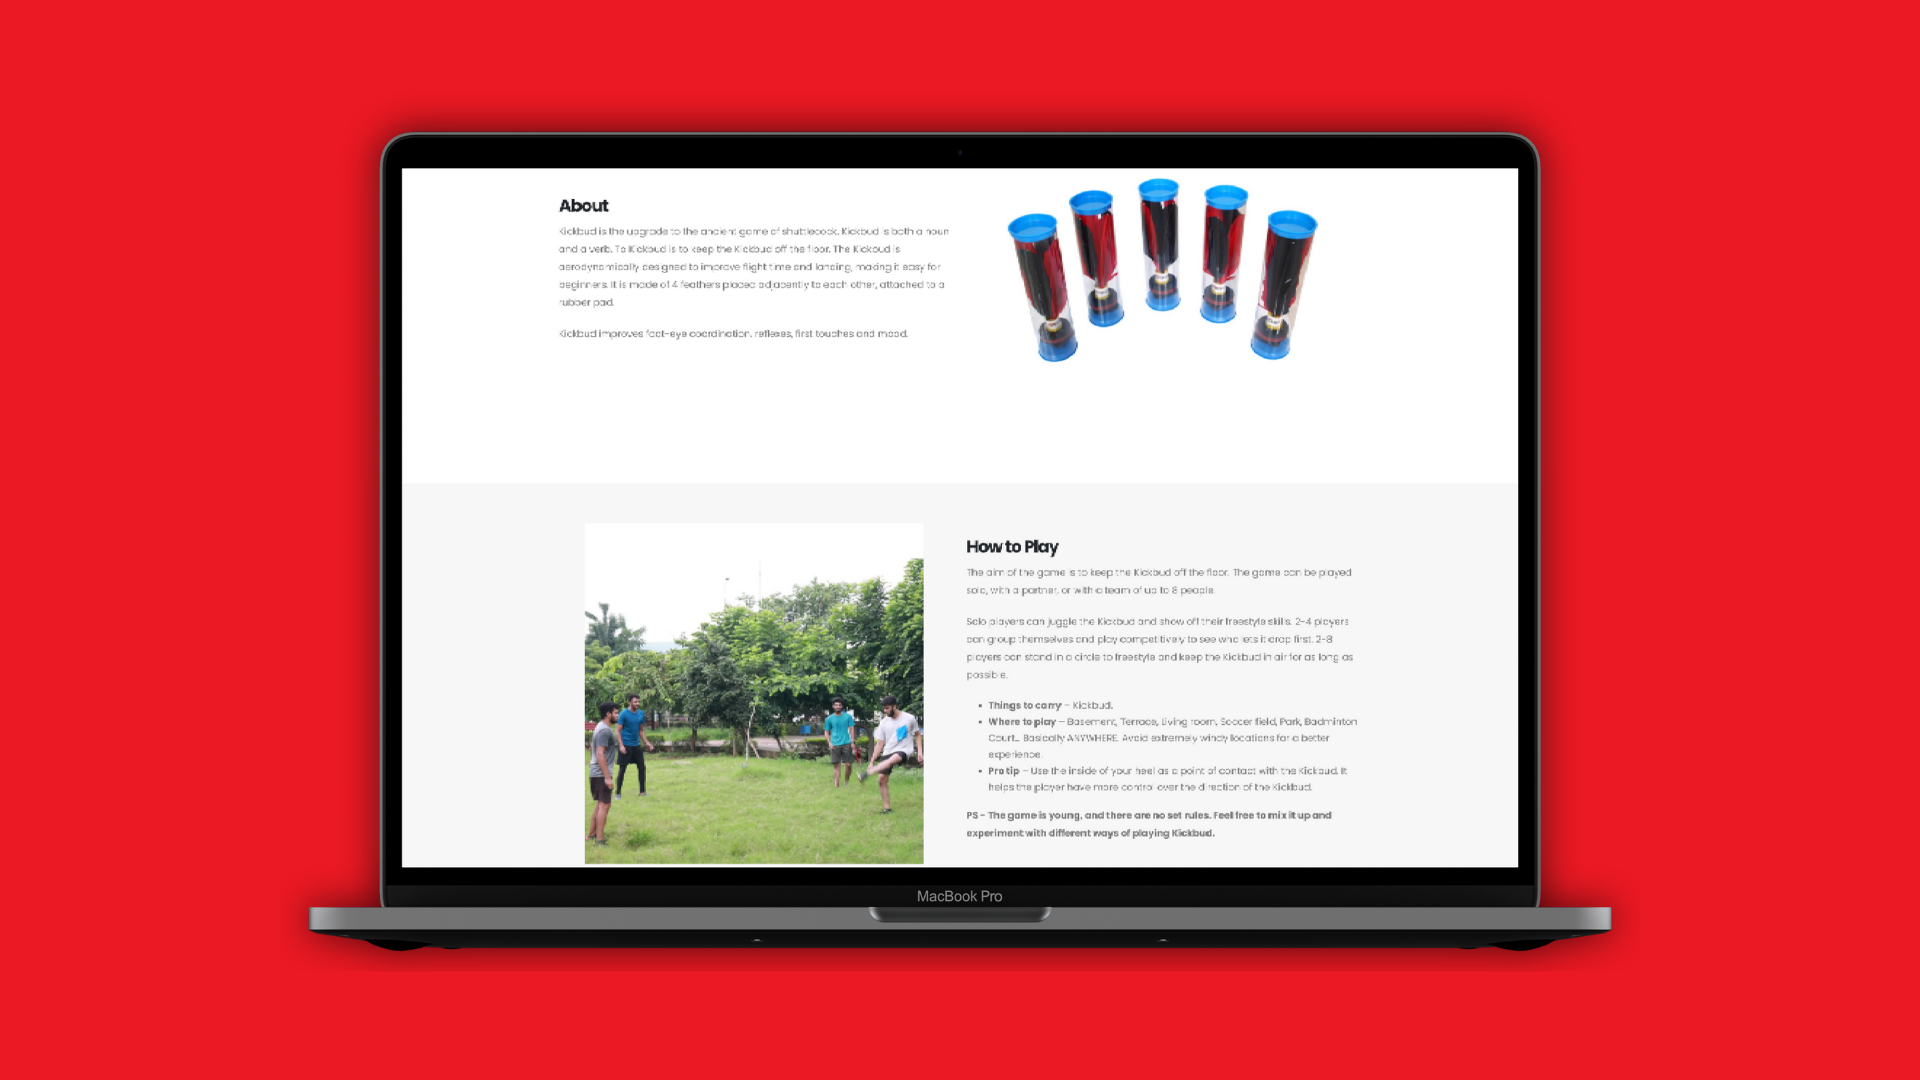 About
Kickbud is the upgrade to the ancient game of shuttlecock. Kickbud is both a noun
and a verb. To Kickbud is to keep the Kickbud off the floor. The Kickbud is
aerodynamically designed to improve flight time and landing, making it easy for
beginners. It is made of 4 feathers placed adjacently to each other, attached to a
rubber pad.
Kickbud improves foot-eye coordination, reflexes, first touches and mood.
How to Play
The aim of the game is to keep the Kickbud off the floor. The game can be played
solo, with a partner, or with a team of up to 8 people.
Solo players can juggle the Kickbud and show off their freestyle skills. 2-4 players
can group themselves and play competitively to see who lets it drop first. 2-8
players can stand in a circle to freestyle and keep the Kickbud in air for as long as
possible.
• Things to carry – Kickbud.
• Where to play – Basement, Terrace, Living room, Soccer field, Park, Badminton
Court... Basically ANYWHERE. Avoid extremely windy locations for a better
experience.
• Pro tip – Use the inside of your heel as a point of contact with the Kickbud. It
helps the player have more control over the direction of the Kickbud.
PS - The game is young, and there are no set rules. Feel free to mix it up and
experiment with different ways of playing Kickbud.
MacBook Pro